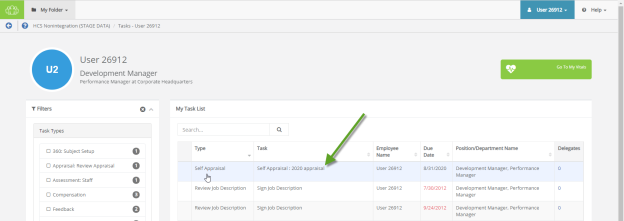 My Folder
User 26912
Help
HCS Nonintegration (STAGE DATA) / Tasks - User 26912
U2
User 26912
Development Manager
Performance Manager at Corporate Headquarters
Go To My Vitals
Filters
My Task List
Task Types
Search...
Type Task Employee Name Due Date Position/Department Name Delegates
360: Subject Setup 1
Appraisal: Review Appraisal 1
Assessment: Staff 1
Compensation 3
Feedback 2
Self Appraisal Self Appraisal : 2020 appraisal User 26912 8/31/2020 Development Manager, Performance Manager 0
Review Job Description Sign Job Description User 26912 7/20/2012 Development Manager, Performance Manager 0
Review Job Description Sign Job Description User 26912 9/24/2012 Development Manager, Performance Manager 0